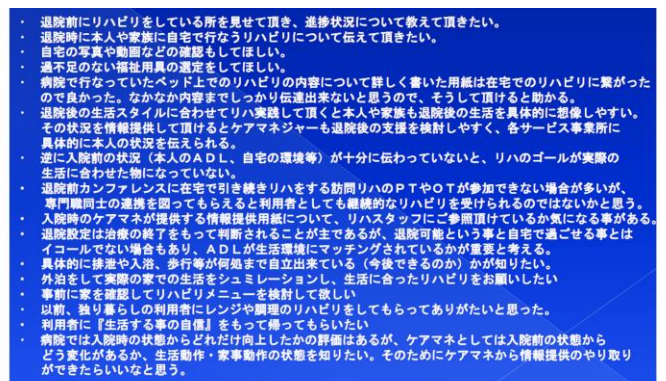 ・ 退院前にリハビリをしている所を見せて頂き、進捗状況について教えて頂きたい。
・ 退院時に本人や家族に自宅で行なうリハビリについて伝えて頂きたい。
・ 自宅の写真や動画などの確認もしてほしい。
・ 過不足のない福祉用具の選定をしてほしい。
・ 病院で行なっていたベッド上でのリハビリの内容について詳しく書いた用紙は在宅でのリハビリに繋がった
ので良かった。なかなか内容までしっかり伝達出来ないと思うので、そうして頂けると助かる。
・ 退院後の生活スタイルに合わせてリハ実践して頂くと本人や家族も退院後の生活を具体的に想像しやすい。
その状況を情報提供して頂けるとケアマネジャーも退院後の支援を検討しやすく、各サービス事業所に
具体的に本人の状況を伝えられる。
・ 逆に入院前の状況（本人のＡＤＬ、自宅の環境等）が十分に伝わっていないと、リハのゴールが実際の
生活に合わせた物になっていない。
・ 退院前カンファレンスに在宅で引き続きリハをする訪問リハのＰＴやＯＴが参加できない場合が多いが、
専門職同士の連携を図ってもらえると利用者としても継続的なリハビリを受けられるのではないかと思う。
・ 入院時のケアマネが提供する情報提供用紙について、リハスタッフにご参照頂けているか気になる事がある。
・ 退院設定は治療の終了をもって判断されることが主であるが、退院可能という事と自宅で過ごせる事とは
イコールでない場合もあり、ＡＤＬが生活環境にマッチングされているかが重要と考える。
・ 具体的に排泄や入浴、歩行等が何処まで自立出来ている（今後できるのか）かが知りたい。
・ 外泊をして実際の家での生活をシュミレーションし、生活に合ったリハビリをお願いしたい
・ 事前に家を確認してリハビリメニューを検討して欲しい
・ 以前、独り暮らしの利用者にレンジや調理のリハビリをしてもらってありがたいと思った。
・ 利用者に『生活する事の自信』をもって帰ってもらいたい
・ 病院では入院時の状態からどれだけ向上したかの評価はあるが、ケアマネとしては入院前の状態から
どう変化があるか、生活動作・家事動作の状態を知りたい。そのためにケアマネから情報提供のやり取り
ができたらいいなと思う。